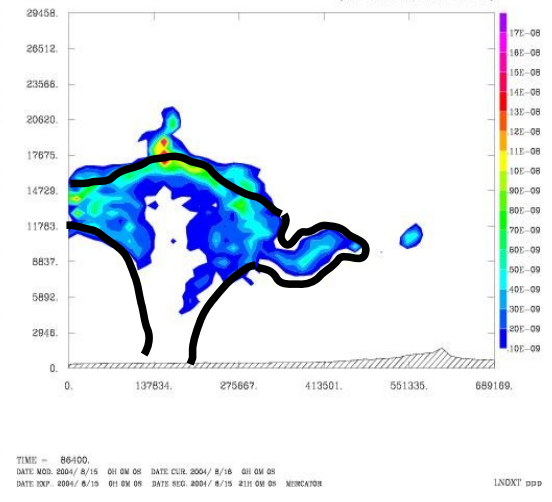 29458.
26512.
23566.
20620.
17675.
14729.
11783.
8837.
5892.
2946.
0.
0. 137834. 275667. 413501. 551335. 689169.
17E-08
16E-08
15E-08
14E-08
13E-08
12E-08
11E-08
10E-08
90E-09
80E-09
70E-09
60E-09
50E-09
40E-09
30E-09
20E-09
10E-09
TIME = 86400.
DATE MOD. 2004/ 8/15 0H 0M 0S DATE CUR. 2004/ 8/16 0H 0M 0S
DATE EXP. 2004/ 8/15 0H 0M 0S DATE SEG. 2004/ 8/15 21H 0M 0S MERCATOR
LNOXT ppp